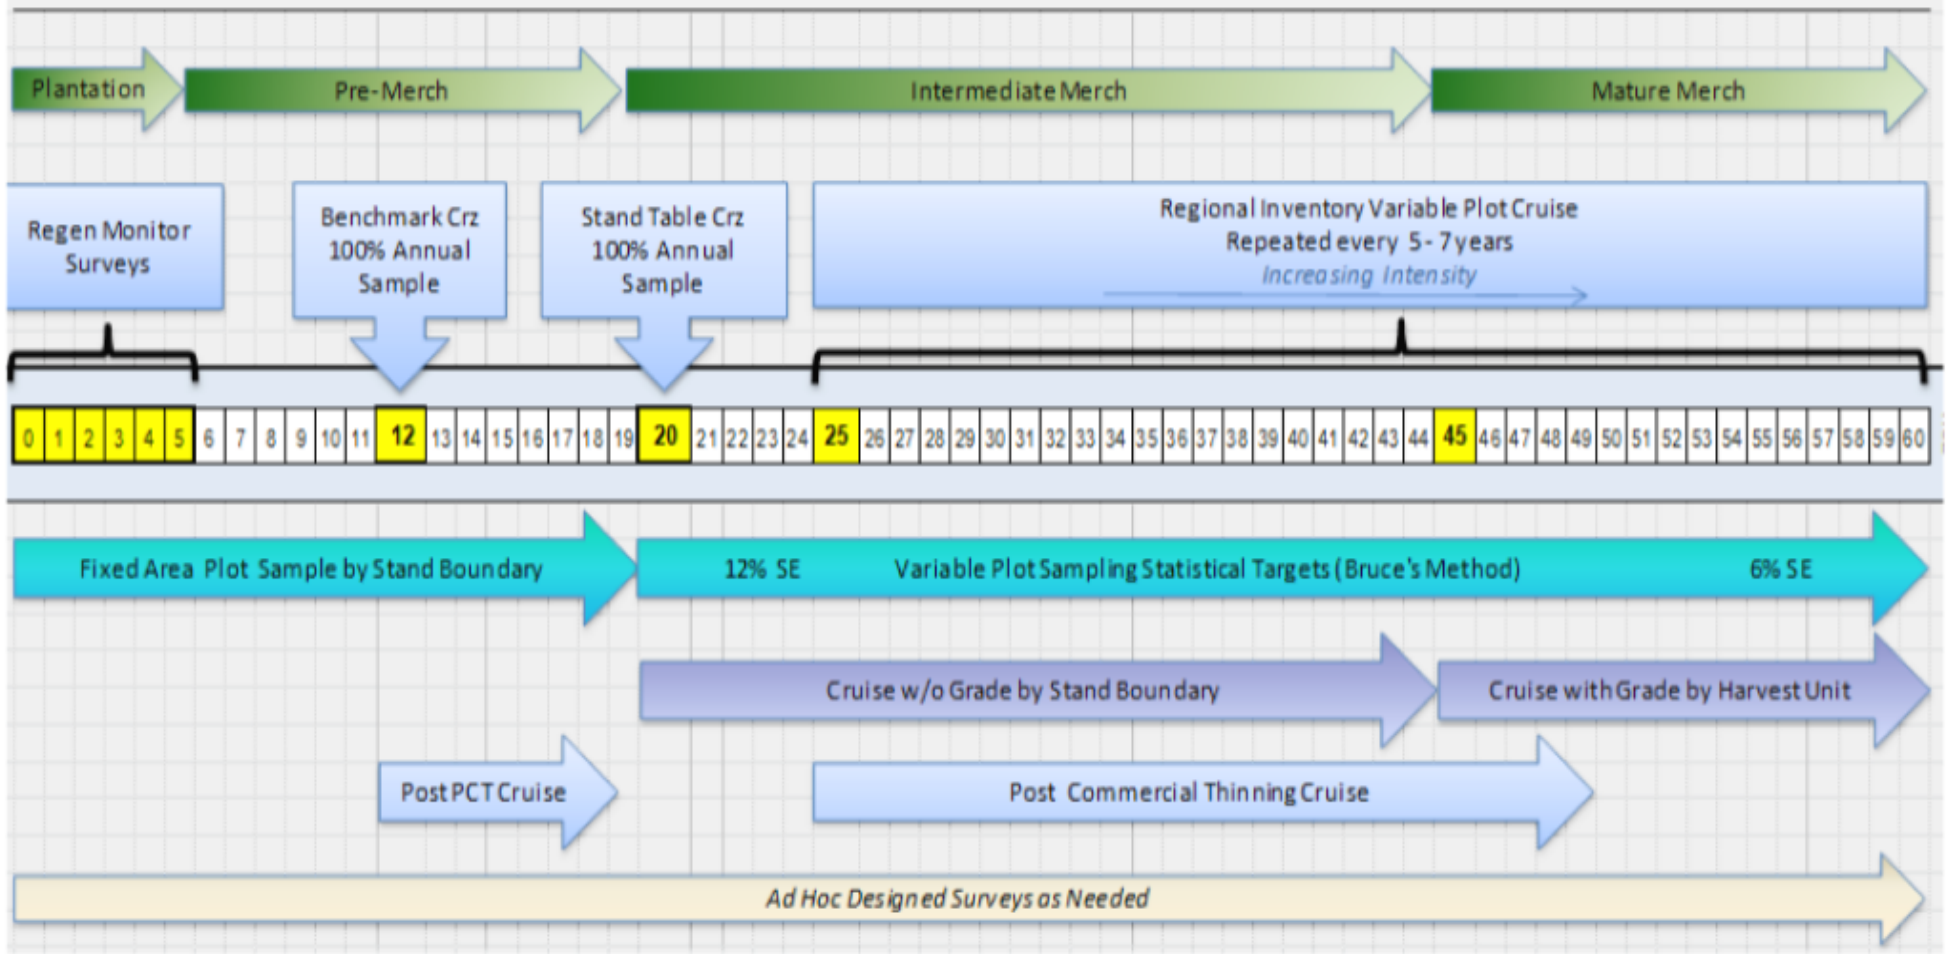 Plantation
Pre-Merch
Intermediate Merch
Mature Merch
Regen Monitor
Surveys
Benchmark Crz
100% Annual
Sample
Stand Table Crz
100% Annual
Sample
Regional Inventory Variable Plot Cruise
Repeated every 5 - 7 years
Increasing Intensity
0 1 2 3 4 5 6 7 8 9 10 11 12 13 14 15 16 17 18 19 20 21 22 23 24 25 26 27 28 29 30 31 32 33 34 35 36 37 38 39 40 41 42 43 44 45 46 47 48 49 50 51 52 53 54 55 56 57 58 59 60
Fixed Area Plot Sample by Stand Boundary
12% SE Variable Plot Sampling Statistical Targets (Bruce's Method) 6% SE
Cruise w/o Grade by Stand Boundary
Cruise with Grade by Harvest Unit
Post PCT Cruise
Post Commercial Thinning Cruise
Ad Hoc Designed Surveys as Needed